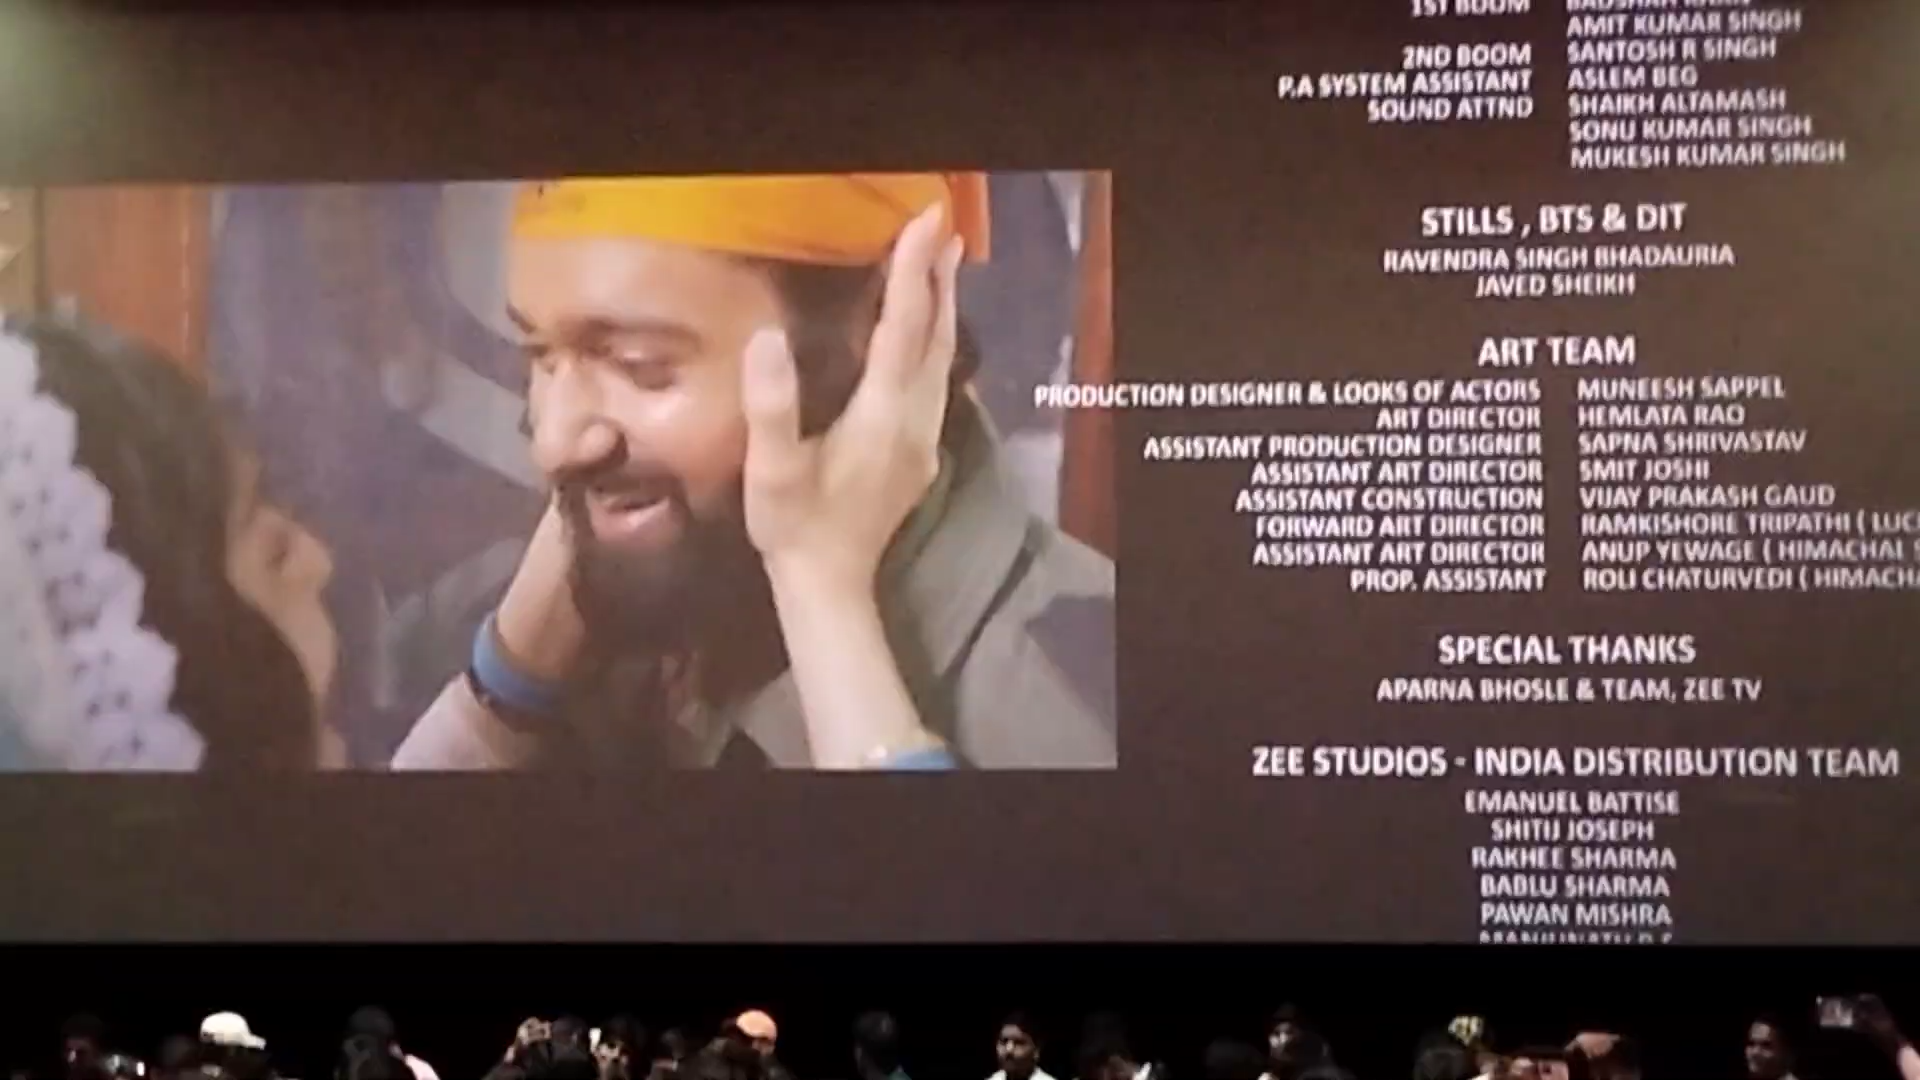 1ST BOOM
AMIT KUMAR SINGH
2ND BOOM SANTOSH R SINGH
P.A SYSTEM ASSISTANT ASLEM BEG
SOUND ATTND SHAIKH ALTAMASH
SONU KUMAR SINGH
MUKESH KUMAR SINGH
STILLS , BTS & DIT
RAVENDRA SINGH BHADAURIA
JAVED SHEIKH
ART TEAM
PRODUCTION DESIGNER & LOOKS OF ACTORS MUNEESH SAPPEL
ART DIRECTOR HEMLATA RAO
ASSISTANT PRODUCTION DESIGNER SAPNA SHRIVASTAV
ASSISTANT ART DIRECTOR SMIT JOSHI
ASSISTANT CONSTRUCTION VIJAY PRAKASH GAUD
FORWARD ART DIRECTOR RAMKISHORE TRIPATHI (
ASSISTANT ART DIRECTOR ANUP YEWAGE ( HIMACHAL
PROP. ASSISTANT ROLI CHATURVEDI (
SPECIAL THANKS
APARNA BHOSLE & TEAM, ZEE TV
ZEE STUDIOS - INDIA DISTRIBUTION TEAM
EMANUEL BATTISE
SHITIJ JOSEPH
RAKHEE SHARMA
BABLU SHARMA
PAWAN MISHRA